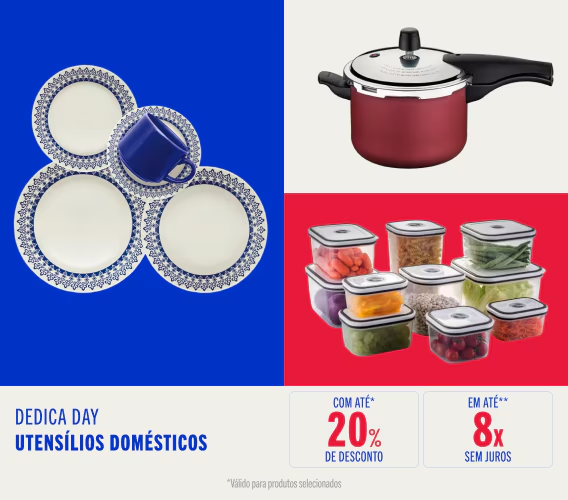 DEDICA DAY
UTENSÍLIOS DOMÉSTICOS
COM ATÉ*
20%
DE DESCONTO
EM ATÉ**
8x
SEM JUROS
*Válido para produtos selecionados